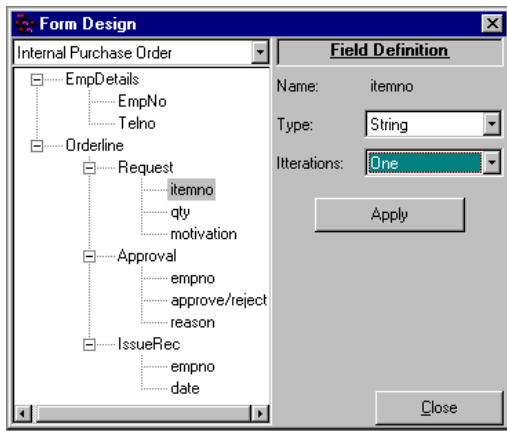 Form Design
Internal Purchase Order
EmpDetails
EmpNo
Telno
Orderline
Request
itemno
qty
motivation
Approval
empno
approve/reject
reason
IssueRec
empno
date
Field Definition
Name: itemno
Type: String
Itterations: One
Apply
Close